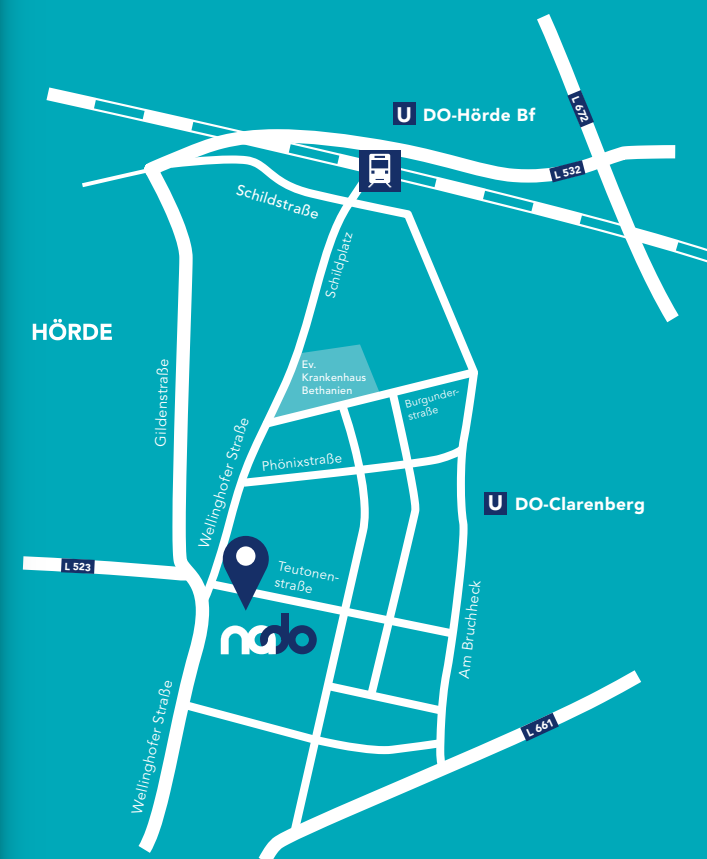 L 672
U DO-Hörde Bf
L 532
Schildstraße
Schildplatz
HÖRDE
Ev.
Krankenhaus
Bethanien
Gildenstraße
Burgunder-
straße
Wellinghofer Straße
Phönixstraße
U DO-Clarenberg
L 523
Teutonen-
straße
nado
Am Bruchheck
Wellinghofer Straße
L 661